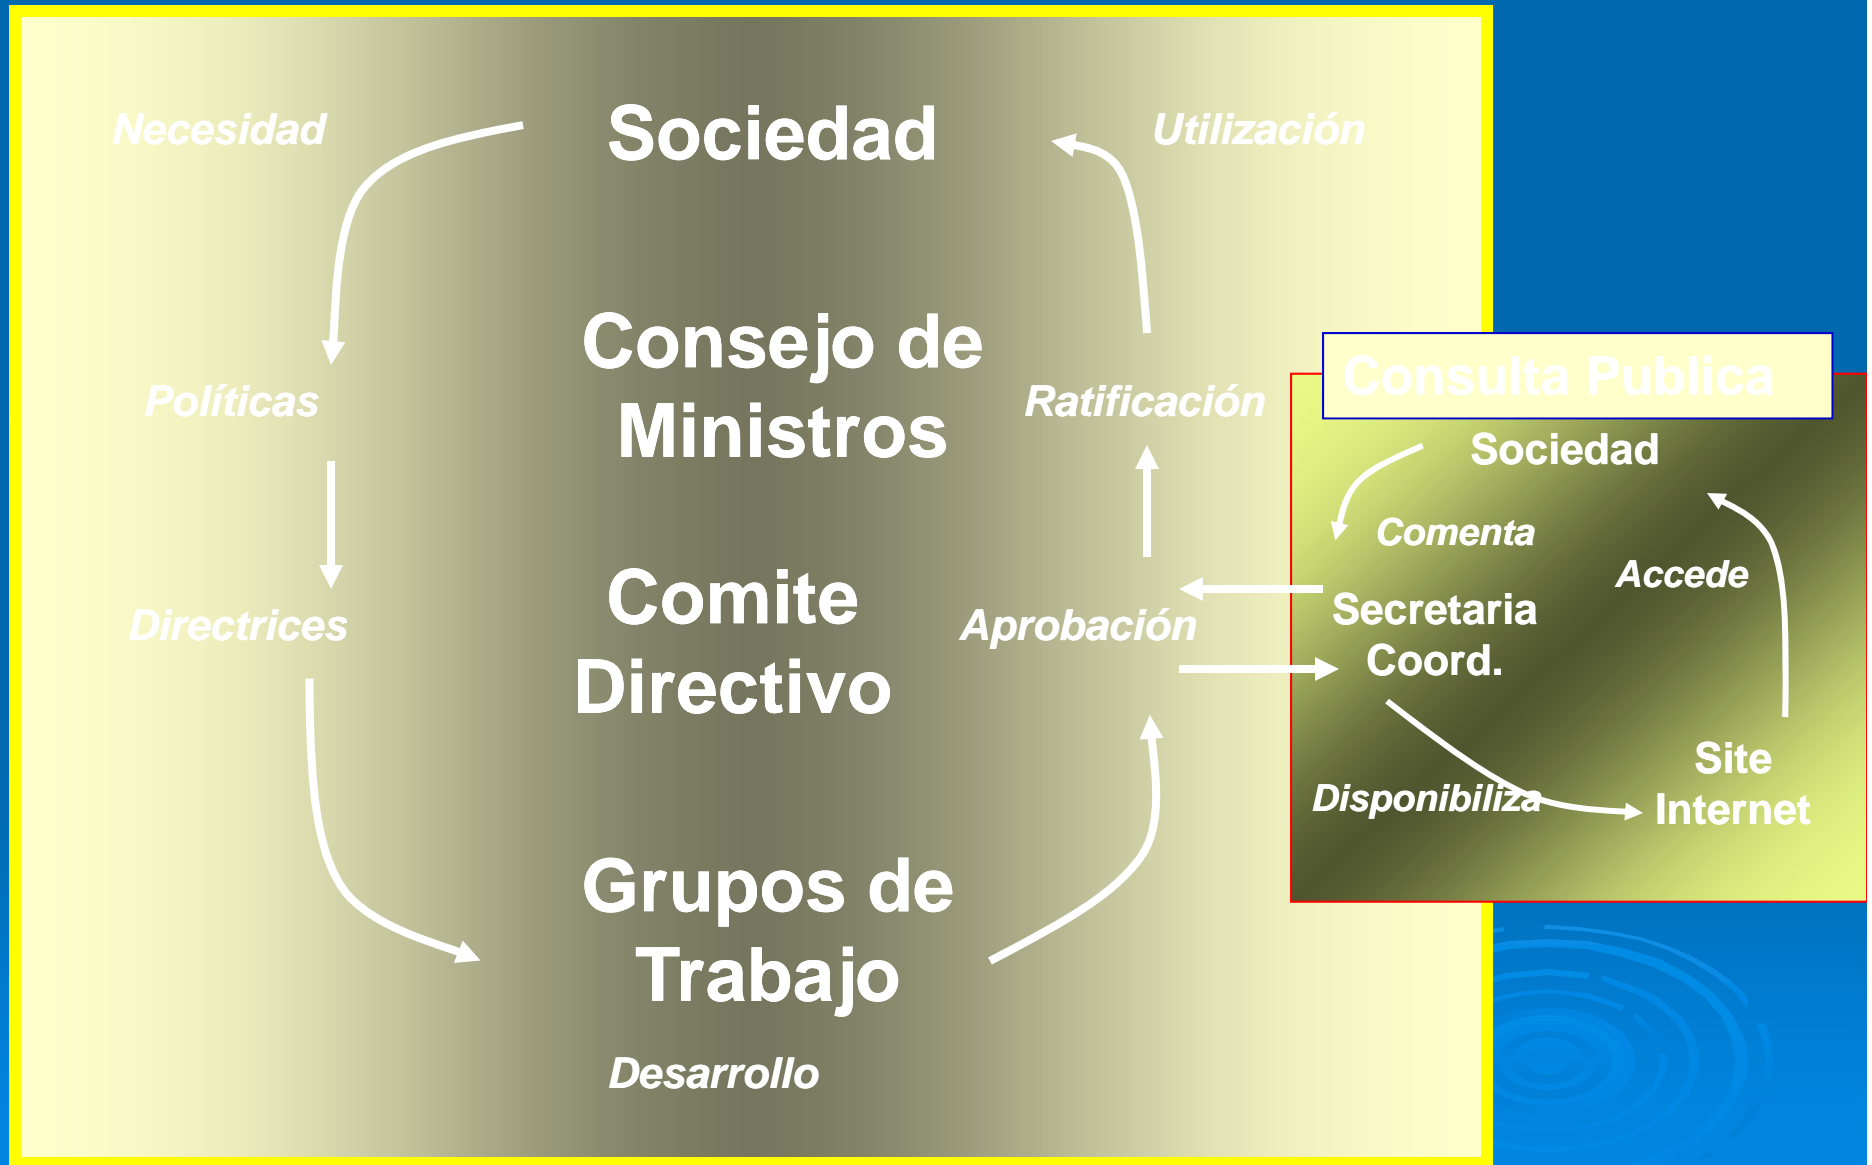 Necesidad
Sociedad
Utilización
Consejo de
Ministros
Políticas
Ratificación
Comite
Directivo
Directrices
Aprobación
Grupos de
Trabajo
Desarrollo
Consulta Publica
Sociedad
Comenta
Accede
Secretaria
Coord.
Disponibiliza
Site
Internet